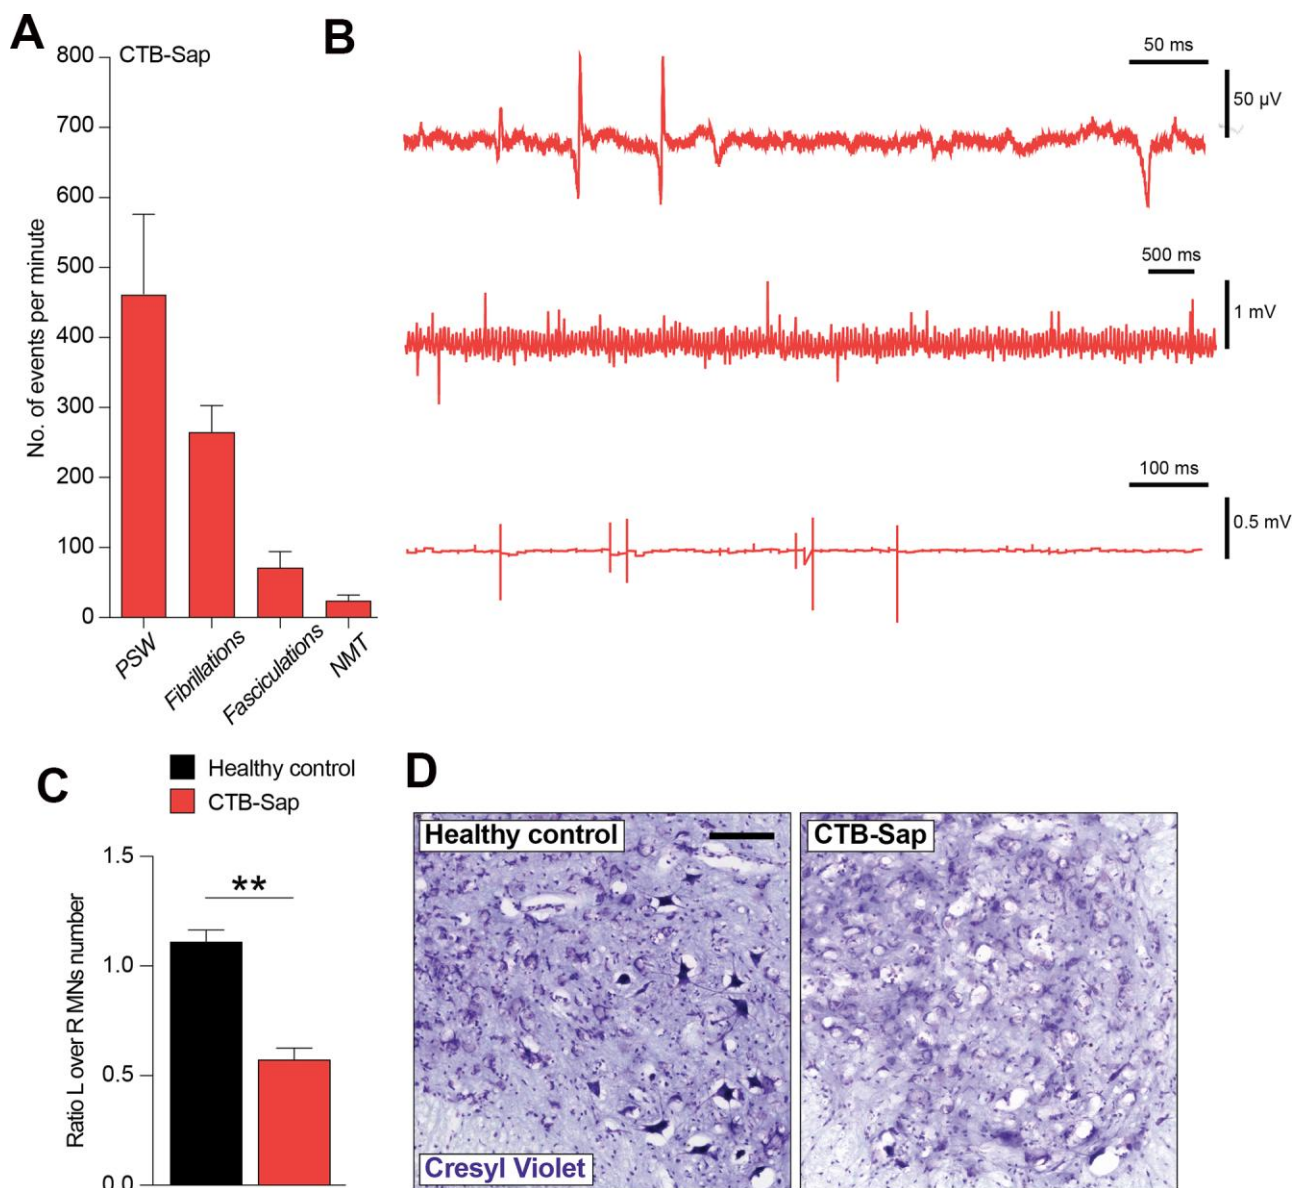 A
CTB-Sap
800
700
600
500
400
300
200
100
0
No. of events per minute
PSW
Fibrillations
Fasciculations
NMT
B
50 ms
50 µV
500 ms
1 mV
100 ms
0.5 mV
C
Healthy control
CTB-Sap
1.5
1.0
0.5
0.0
**
Ratio L over R MNs number
D
Healthy control
CTB-Sap
Cresyl Violet